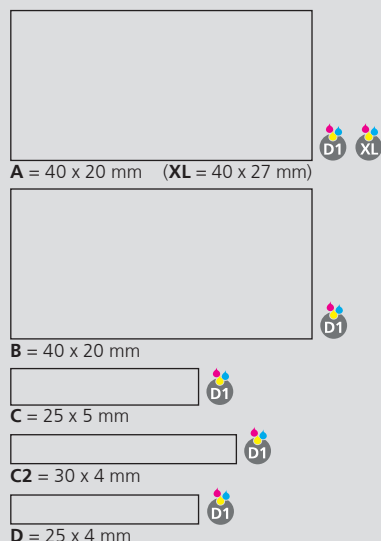 D1 XL
A = 40 x 20 mm (XL = 40 x 27 mm)
D1
B = 40 x 20 mm
D1
C = 25 x 5 mm
D1
C2 = 30 x 4 mm
D1
D = 25 x 4 mm